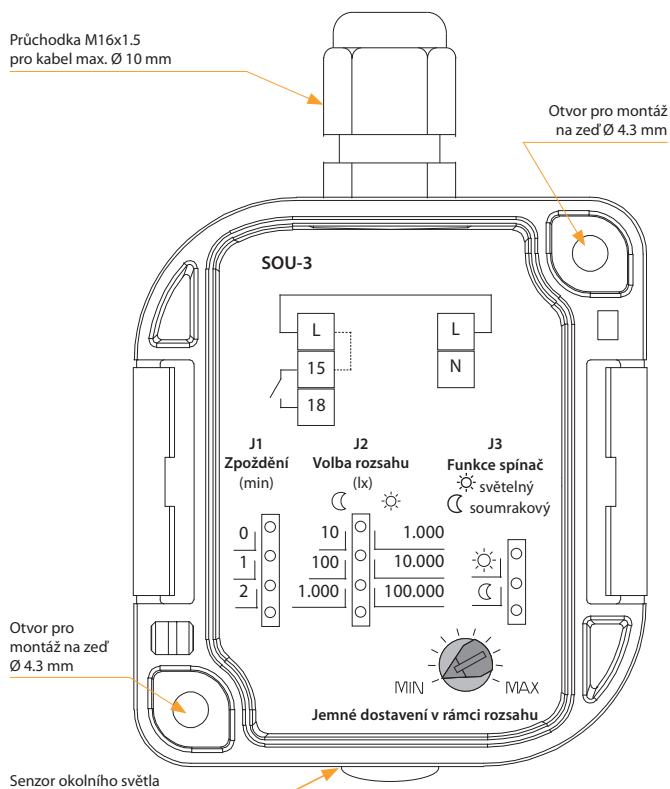 Průchodka M16x1.5
pro kabel max. Ø 10 mm
Otvor pro montáž
na zeď Ø 4.3 mm
SOU-3
L
L
15
N
18
J1
Zpoždění
(min)
J2
Volba rozsahu
(lx)
J3
Funkce spínač
světelný
soumrakový
0
10
1.000
1
100
10.000
2
1.000
100.000
Otvor pro
montáž na zeď
Ø 4.3 mm
MIN
MAX
Jemné dostavení v rámci rozsahu
Senzor okolního světla